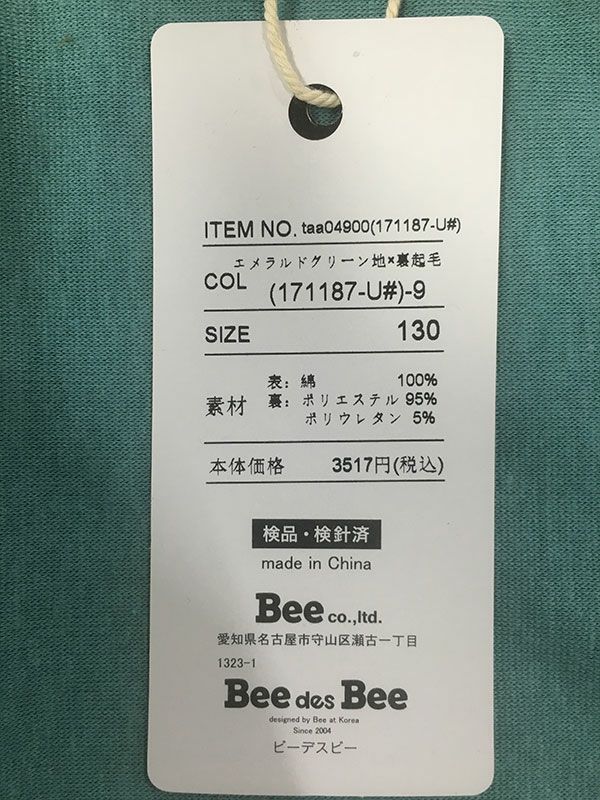 ITEM NO. taa04900(171187-U#)
エメラルドグリーン地×裏起毛
COL (171187-U#)-9
SIZE 130
表: 綿 100%
素材 裏: ポリエステル 95%
ポリウレタン 5%
本体価格 3517円(税込)
検品・検針済
made in China
Bee co.,ltd.
愛知県名古屋市守山区瀬古一丁目
1323-1
Bee des Bee
designed by Bee at Korea
Since 2004
ビーデスビー